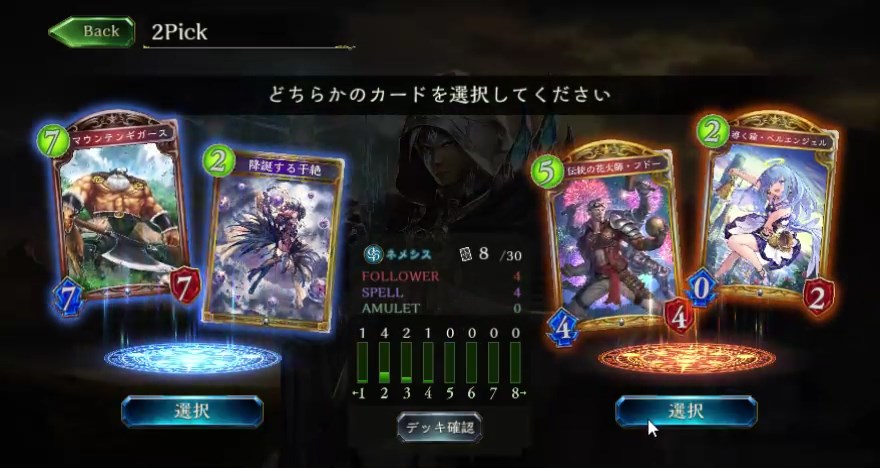 Back
2Pick
どちらかのカードを選択してください
7
マウンテンギガース
7
7
2
降誕する干絶
5
伝統の花火師・フドー
4
4
2
導く鐘・ベルエンジェル
0
2
ネメシス
8 /30
FOLLOWER 4
SPELL 4
AMULET 0
1 4 2 1 0 0 0 0
←1 2 3 4 5 6 7 8→
選択
デッキ確認
選択